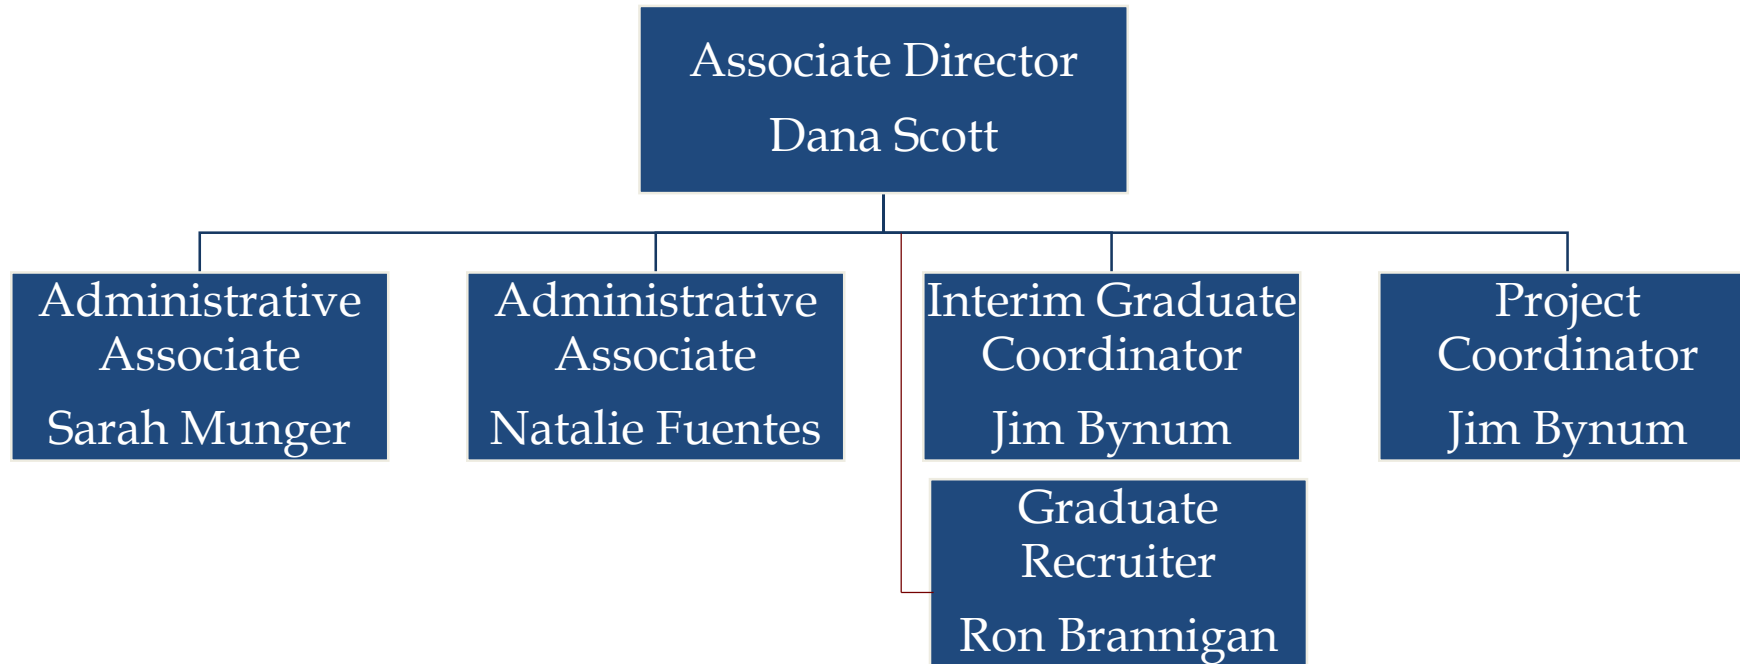 Associate Director
Dana Scott
Administrative
Associate
Sarah Munger
Administrative
Associate
Natalie Fuentes
Interim Graduate
Coordinator
Jim Bynum
Project
Coordinator
Jim Bynum
Graduate
Recruiter
Ron Brannigan